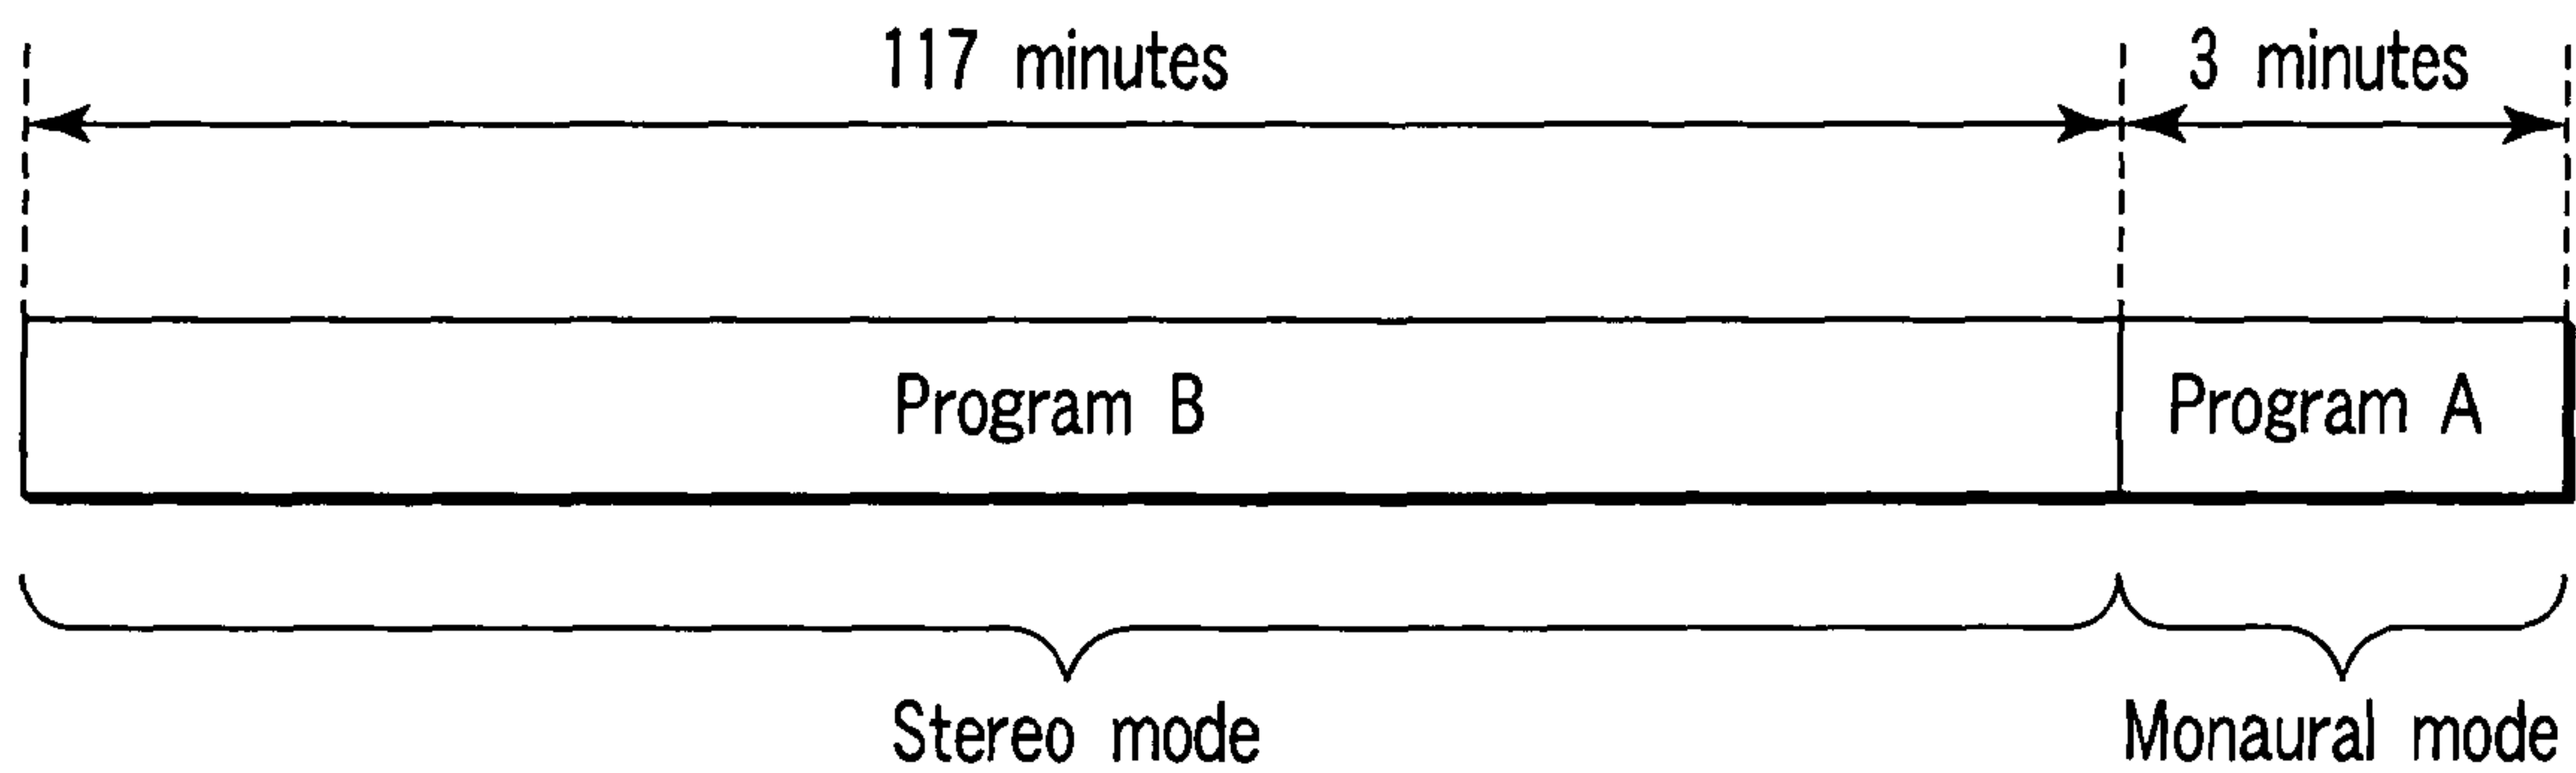 117 minutes
3 minutes
Program B
Program A
Stereo mode
Monaural mode